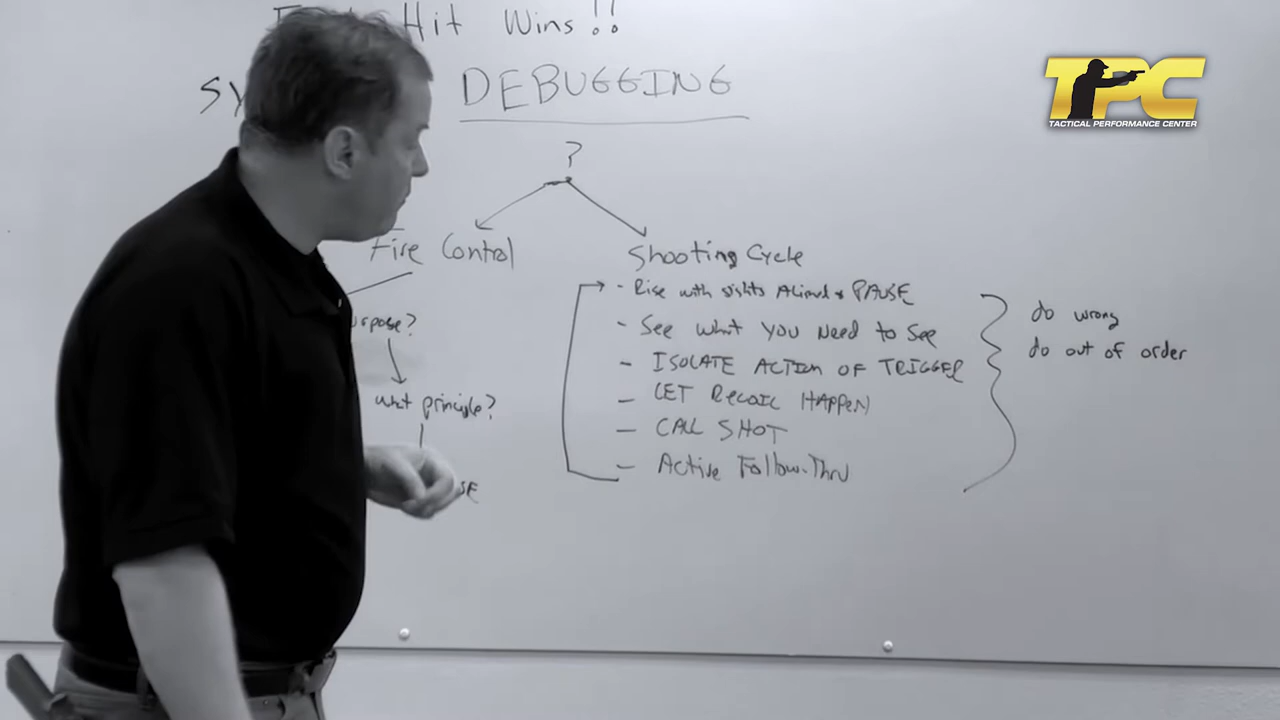 Hit Wins!!
SY DEBUGGING
?
Fire Control
urpose?
what principle?
SE
Shooting Cycle
- Rise with sights Aligned & PAUSE
- See what you need to see
- ISOLATE ACTION OF TRIGGER
- LET RECOIL HAPPEN
- CALL SHOT
- Active Follow-Thru
do wrong
do out of order
TPC
TACTICAL PERFORMANCE CENTER